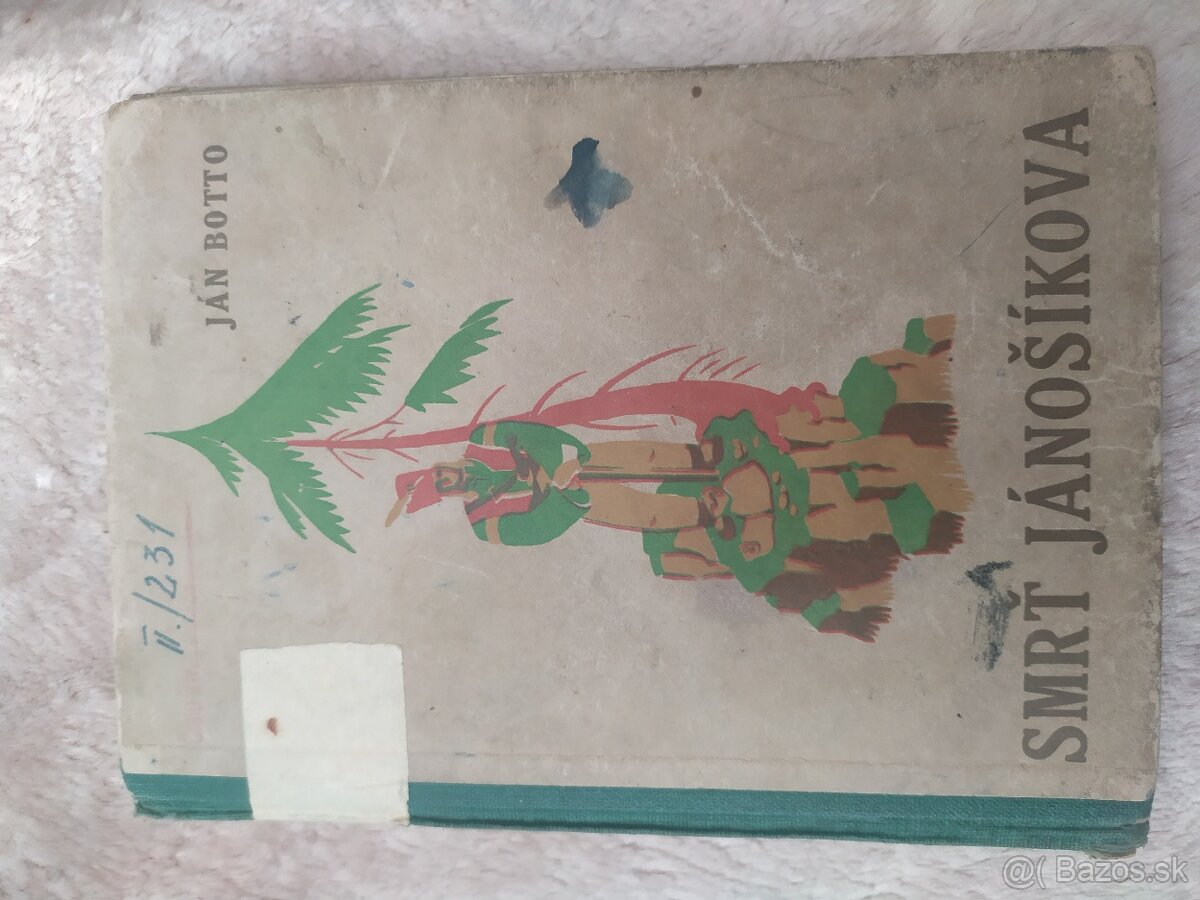 II./231
JÁN BOTTO
SMRŤ JÁNOŠÍKOVA
@( Bazos.sk